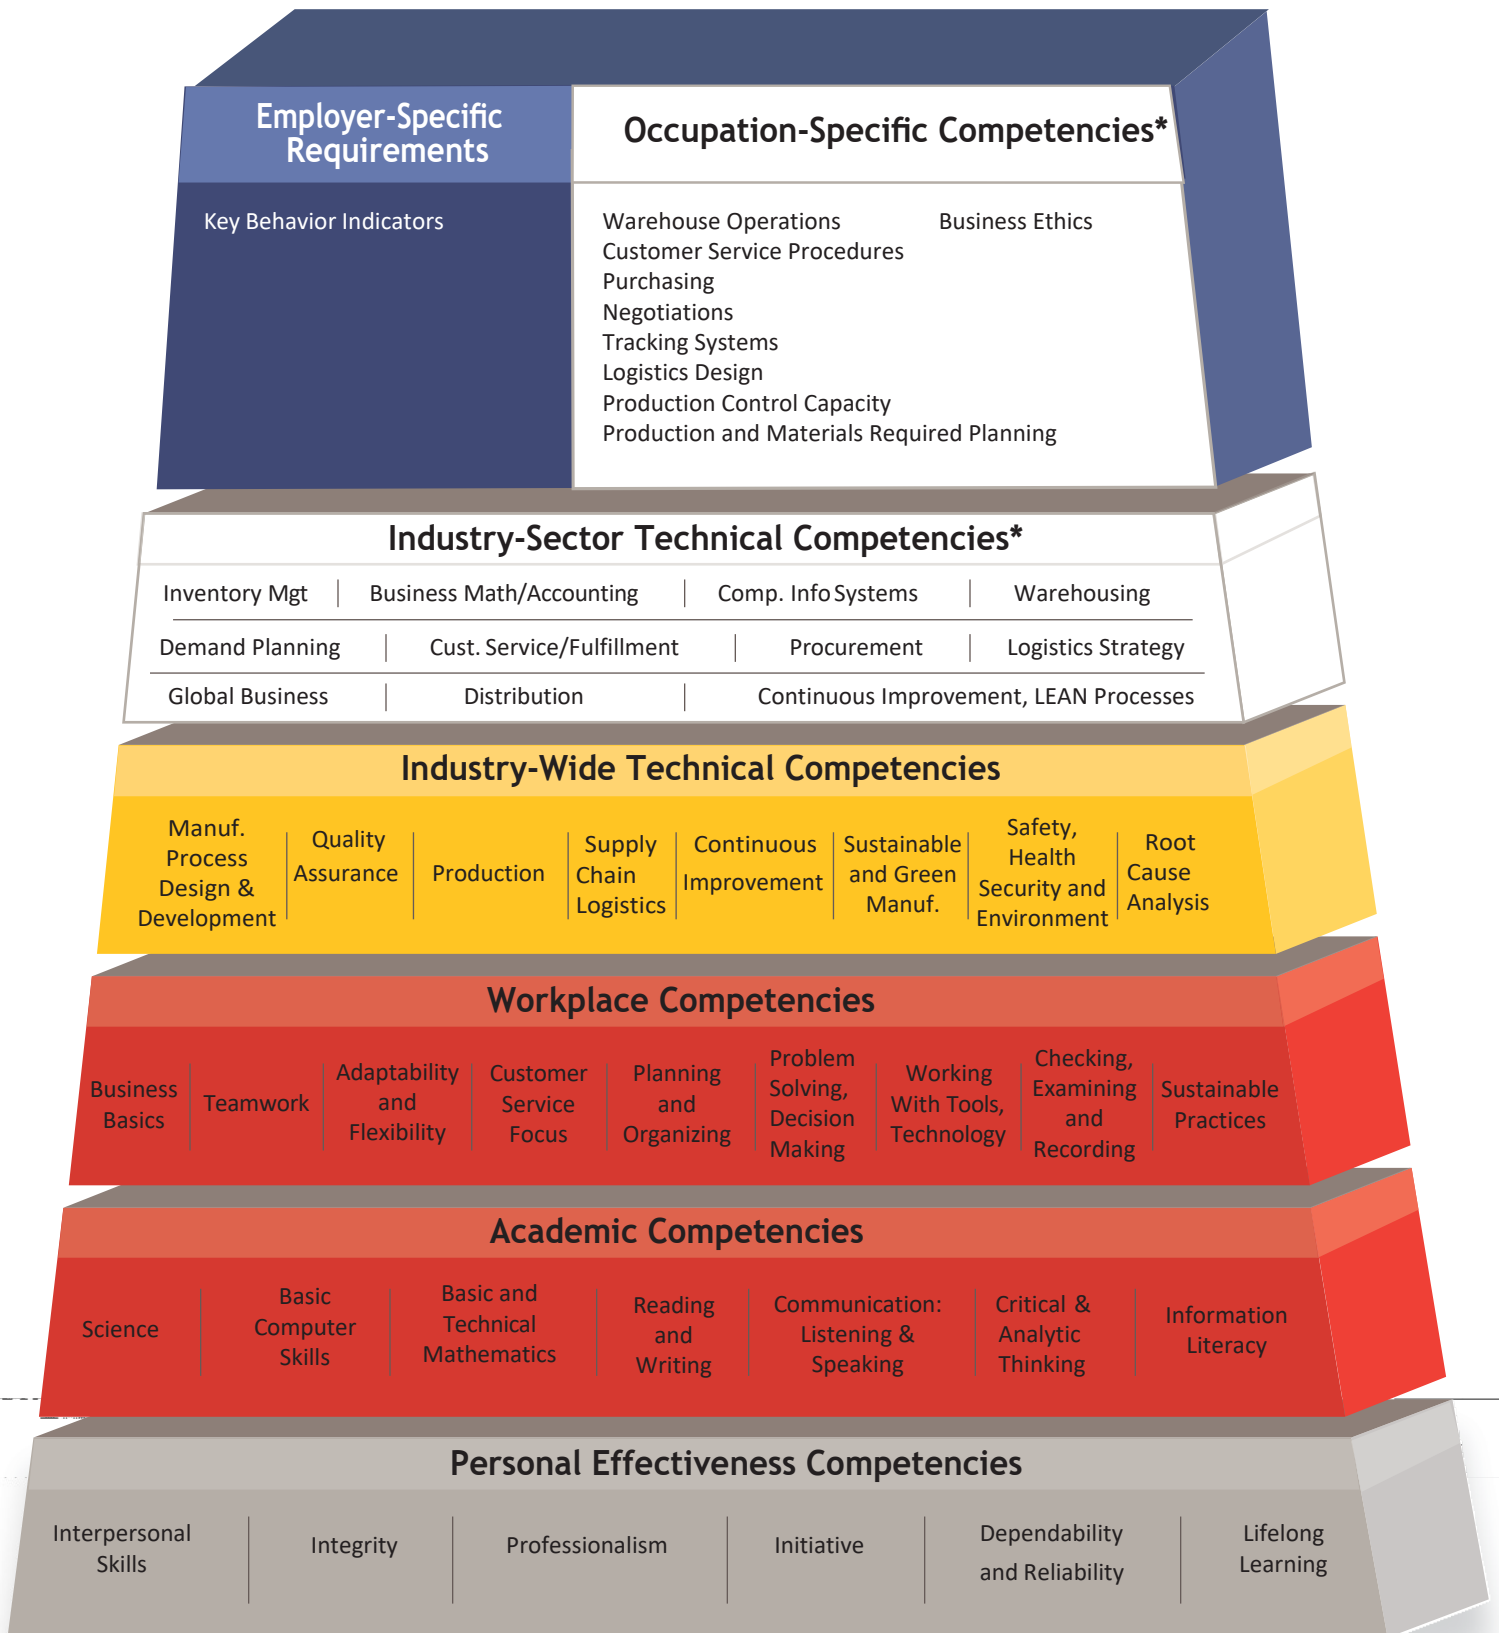 Employer-Specific
Requirements
Occupation-Specific Competencies*
Key Behavior Indicators
Warehouse Operations
Business Ethics
Customer Service Procedures
Purchasing
Negotiations
Tracking Systems
Logistics Design
Production Control Capacity
Production and Materials Required Planning
Industry-Sector Technical Competencies*
Inventory Mgt
Business Math/Accounting
Comp. Info Systems
Warehousing
Demand Planning
Cust. Service/Fulfillment
Procurement
Logistics Strategy
Global Business
Distribution
Continuous Improvement, LEAN Processes
Industry-Wide Technical Competencies
Manuf.
Process
Design &
Development
Quality
Assurance
Production
Supply
Chain
Logistics
Continuous
Improvement
Sustainable
and Green
Manuf.
Safety,
Health
Security and
Environment
Root
Cause
Analysis
Workplace Competencies
Business
Basics
Teamwork
Adaptability
and
Flexibility
Customer
Service
Focus
Planning
and
Organizing
Problem
Solving,
Decision
Making
Working
With Tools,
Technology
Checking,
Examining
and
Recording
Sustainable
Practices
Academic Competencies
Science
Basic
Computer
Skills
Basic and
Technical
Mathematics
Reading
and
Writing
Communication:
Listening &
Speaking
Critical &
Analytic
Thinking
Information
Literacy
Personal Effectiveness Competencies
Interpersonal
Skills
Integrity
Professionalism
Initiative
Dependability
and Reliability
Lifelong
Learning